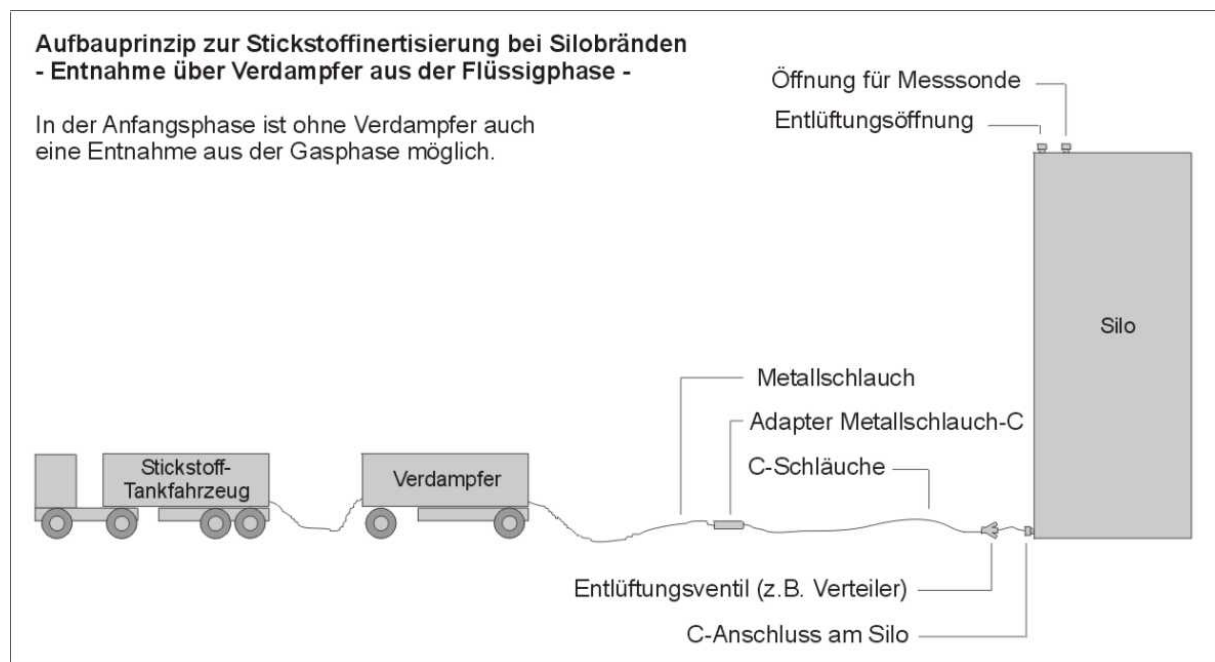 Aufbauprinzip zur Stickstoffinertisierung bei Silobränden
- Entnahme über Verdampfer aus der Flüssigphase -
In der Anfangsphase ist ohne Verdampfer auch
eine Entnahme aus der Gasphase möglich.
Öffnung für Messsonde
Entlüftungsöffnung
Silo
Metallschlauch
Adapter Metallschlauch-C
C-Schläuche
Stickstoff-
Tankfahrzeug
Verdampfer
Entlüftungsventil (z.B. Verteiler)
C-Anschluss am Silo